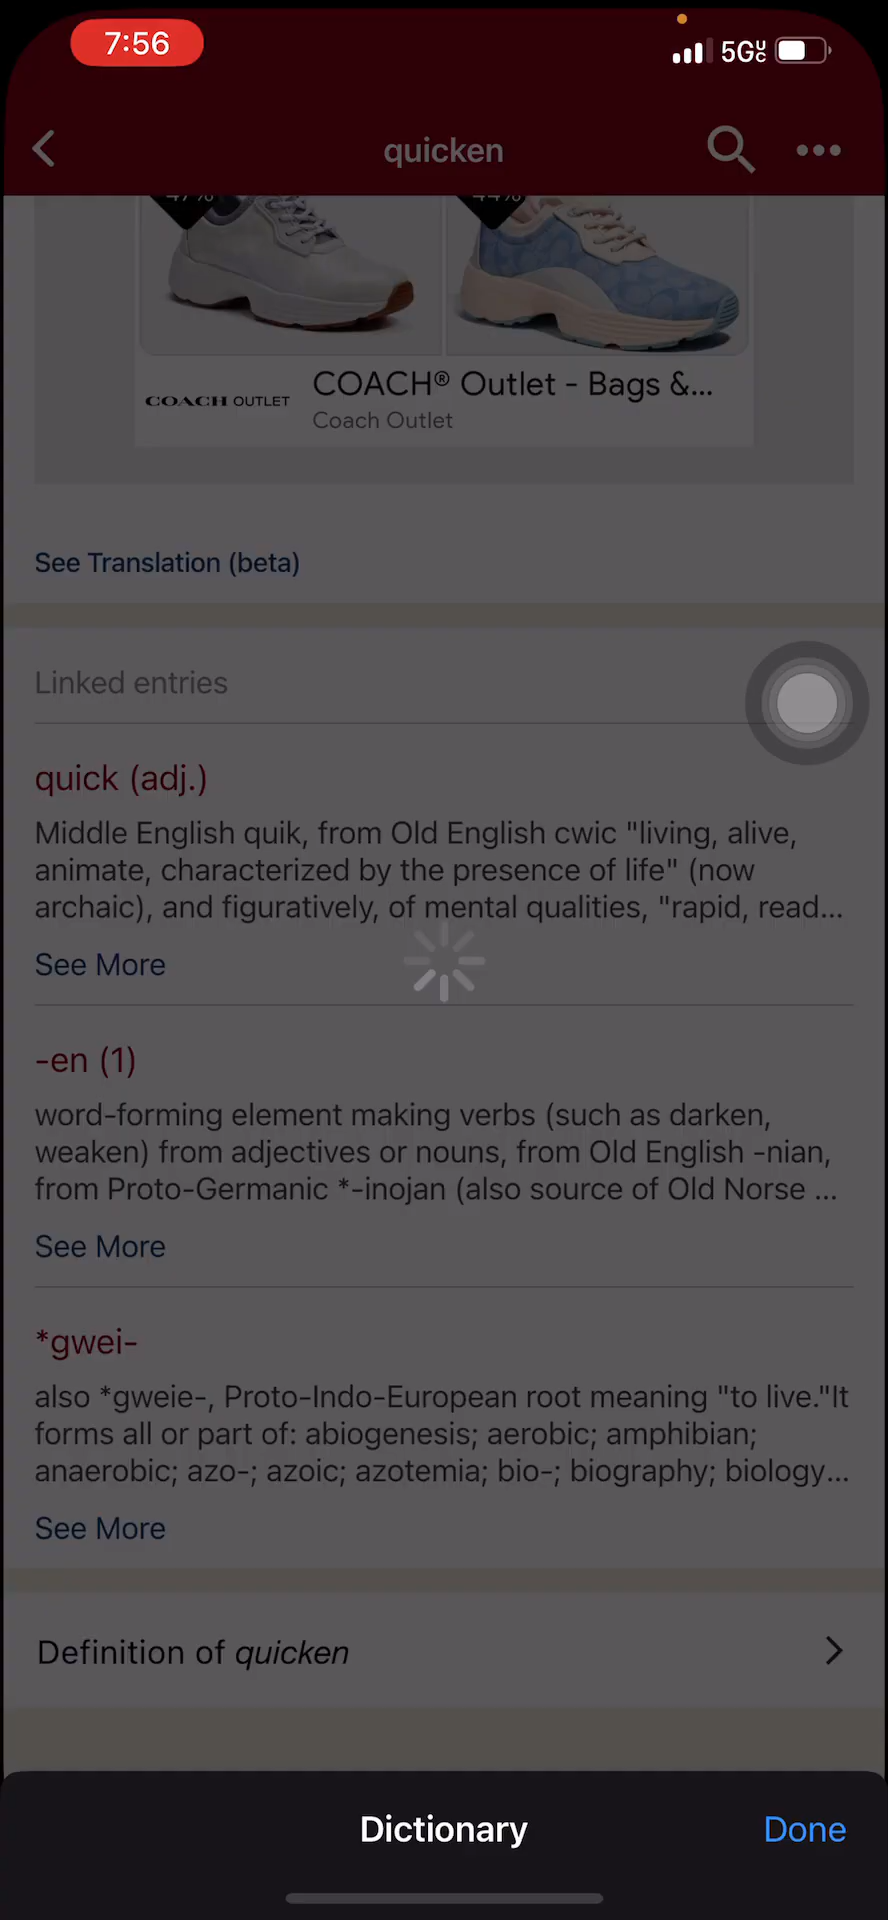 7:56
5GUC
quicken
47%
44%
COACH OUTLET
COACH® Outlet - Bags &...
Coach Outlet
See Translation (beta)
Linked entries
quick (adj.)
Middle English quik, from Old English cwic "living, alive,
animate, characterized by the presence of life" (now
archaic), and figuratively, of mental qualities, "rapid, read...
See More
-en (1)
word-forming element making verbs (such as darken,
weaken) from adjectives or nouns, from Old English -nian,
from Proto-Germanic *-inojan (also source of Old Norse ...
See More
*gwei-
also *gweie-, Proto-Indo-European root meaning "to live."It
forms all or part of: abiogenesis; aerobic; amphibian;
anaerobic; azo-; azoic; azotemia; bio-; biography; biology...
See More
Definition of quicken
Dictionary
Done